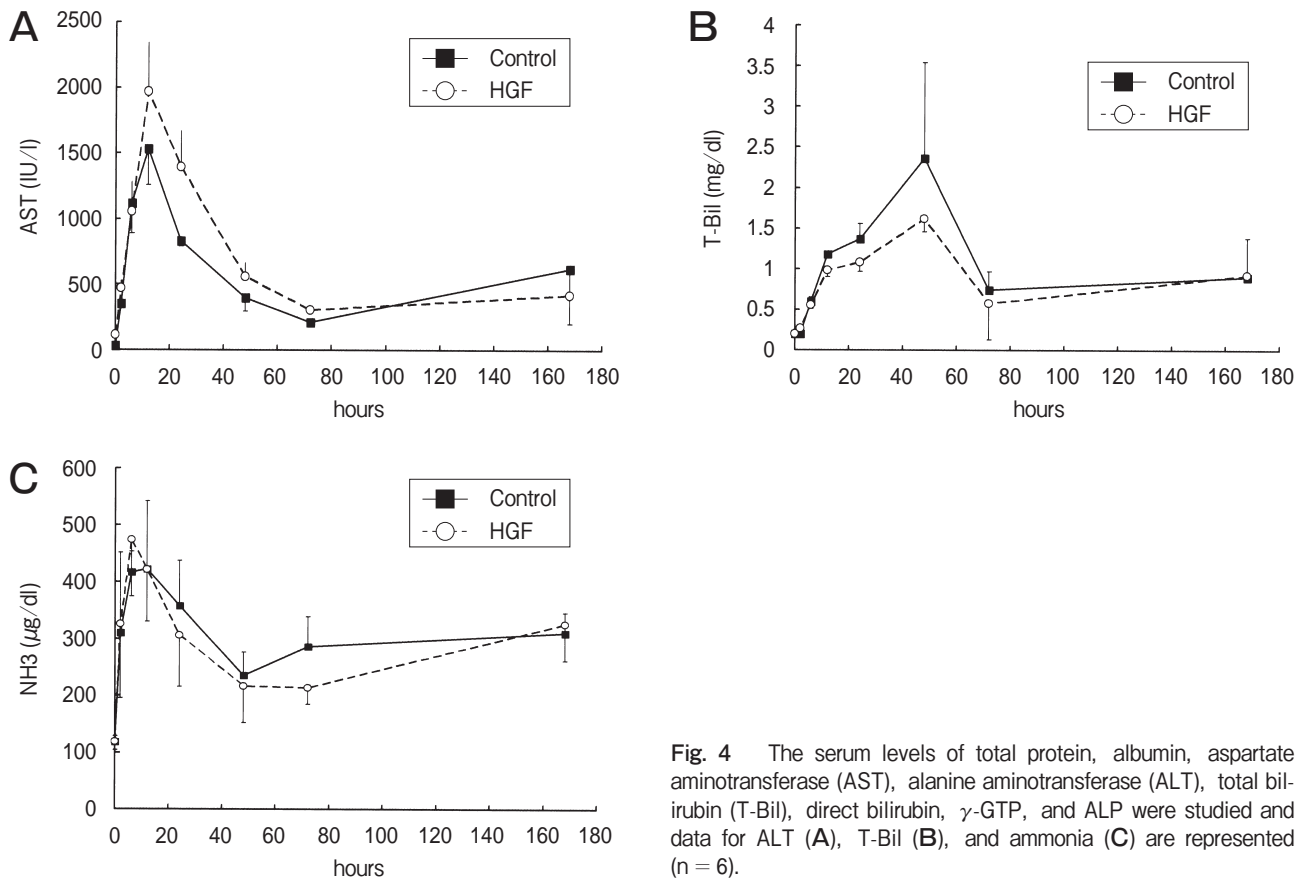 A
2500
2000
1500
1000
500
0
AST (IU/l)
0 20 40 60 80 100 120 140 160 180
hours
Control
HGF
B
4
3.5
3
2.5
2
1.5
1
0.5
0
T-Bil (mg/dl)
0 20 40 60 80 100 120 140 160 180
hours
Control
HGF
C
600
500
400
300
200
100
0
NH3 (µg/dl)
0 20 40 60 80 100 120 140 160 180
hours
Control
HGF
Fig. 4 The serum levels of total protein, albumin, aspartate
aminotransferase (AST), alanine aminotransferase (ALT), total bil-
irubin (T-Bil), direct bilirubin, γ-GTP, and ALP were studied and
data for ALT (A), T-Bil (B), and ammonia (C) are represented
(n = 6).